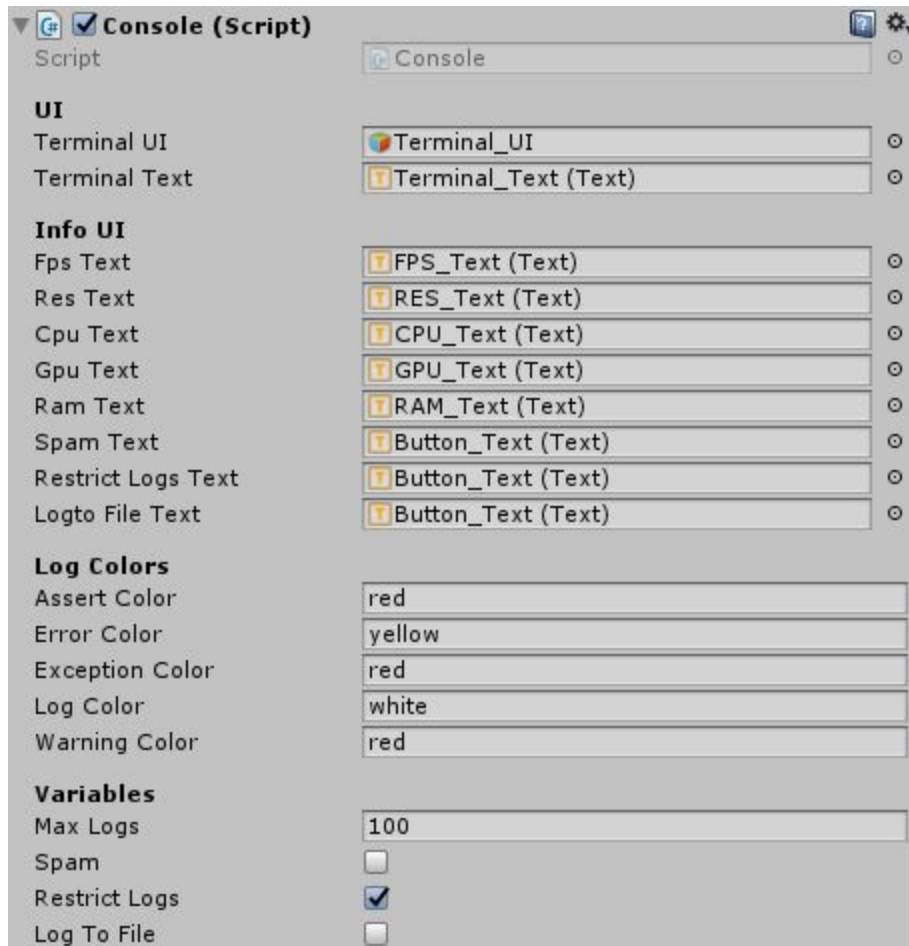 Console (Script)
Script Console
UI
Terminal UI Terminal_UI
Terminal Text Terminal_Text (Text)
Info UI
Fps Text FPS_Text (Text)
Res Text RES_Text (Text)
Cpu Text CPU_Text (Text)
Gpu Text GPU_Text (Text)
Ram Text RAM_Text (Text)
Spam Text Button_Text (Text)
Restrict Logs Text Button_Text (Text)
Logto File Text Button_Text (Text)
Log Colors
Assert Color red
Error Color yellow
Exception Color red
Log Color white
Warning Color red
Variables
Max Logs 100
Spam
Restrict Logs
Log To File